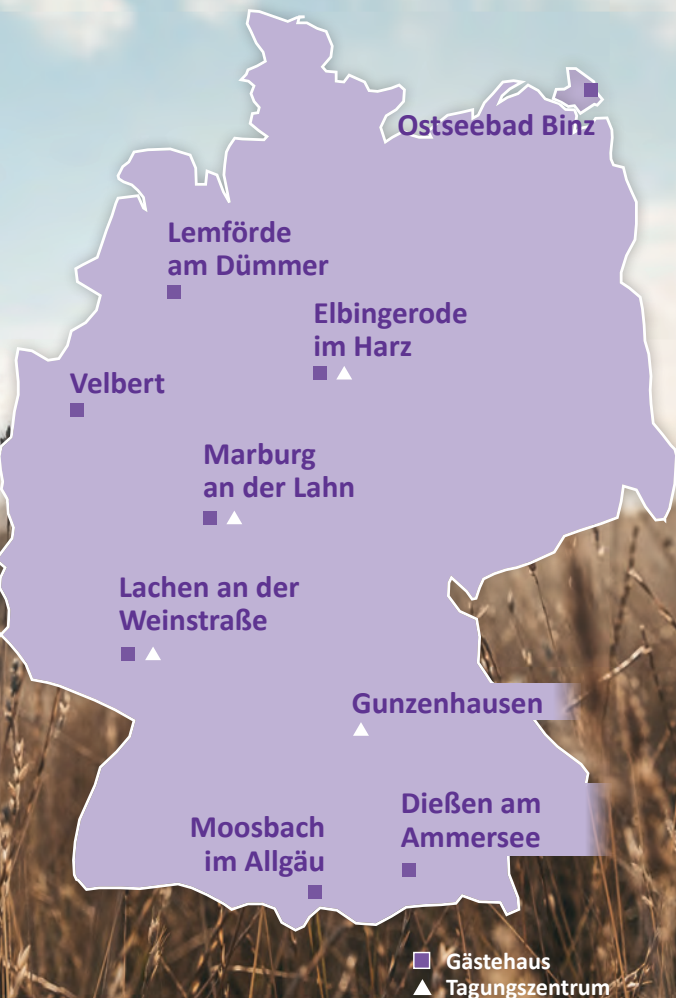 Ostseebad Binz
Lemförde
am Dümmer
Elbingerode
im Harz
Velbert
Marburg
an der Lahn
Lachen an der
Weinstraße
Gunzenhausen
Dießen am
Ammersee
Moosbach
im Allgäu
Gästehaus
Tagungszentrum